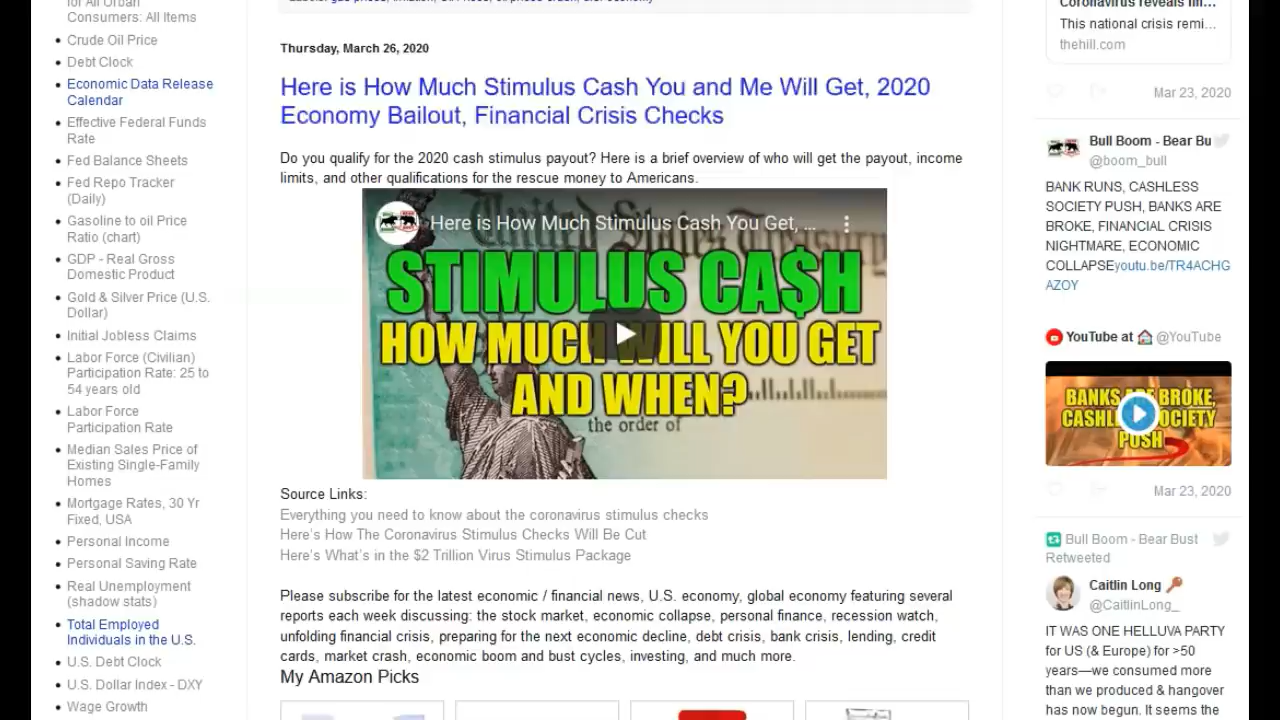 for All Urban
Consumers: All Items
Crude Oil Price
Debt Clock
Economic Data Release
Calendar
Effective Federal Funds
Rate
Fed Balance Sheets
Fed Repo Tracker
(Daily)
Gasoline to oil Price
Ratio (chart)
GDP - Real Gross
Domestic Product
Gold & Silver Price (U.S.
Dollar)
Initial Jobless Claims
Labor Force (Civilian)
Participation Rate: 25 to
54 years old
Labor Force
Participation Rate
Median Sales Price of
Existing Single-Family
Homes
Mortgage Rates, 30 Yr
Fixed, USA
Personal Income
Personal Saving Rate
Real Unemployment
(shadow stats)
Total Employed
Individuals in the U.S.
U.S. Debt Clock
U.S. Dollar Index - DXY
Wage Growth
Thursday, March 26, 2020
Here is How Much Stimulus Cash You and Me Will Get, 2020
Economy Bailout, Financial Crisis Checks
Do you qualify for the 2020 cash stimulus payout? Here is a brief overview of who will get the payout, income
limits, and other qualifications for the rescue money to Americans.
Here is How Much Stimulus Cash You Get, ...
United States Treasury
STIMULUS CA$H
HOW MUCH WILL YOU GET
AND WHEN?
the order of
Source Links:
Everything you need to know about the coronavirus stimulus checks
Here's How The Coronavirus Stimulus Checks Will Be Cut
Here's What's in the $2 Trillion Virus Stimulus Package
Please subscribe for the latest economic / financial news, U.S. economy, global economy featuring several
reports each week discussing: the stock market, economic collapse, personal finance, recession watch,
unfolding financial crisis, preparing for the next economic decline, debt crisis, bank crisis, lending, credit
cards, market crash, economic boom and bust cycles, investing, and much more.
My Amazon Picks
Coronavirus reveals
This national crisis remi...
thehill.com
Mar 23, 2020
Bull Boom - Bear Bu
@boom_bull
BANK RUNS, CASHLESS
SOCIETY PUSH, BANKS ARE
BROKE, FINANCIAL CRISIS
NIGHTMARE, ECONOMIC
COLLAPSEyoutu.be/TR4ACHG
AZOY
YouTube at 🏠 @YouTube
BANKS ARE BROKE,
CASHLESS SOCIETY
PUSH
Mar 23, 2020
Bull Boom - Bear Bust
Retweeted
Caitlin Long 🔑
@CaitlinLong_
IT WAS ONE HELLUVA PARTY
for US (& Europe) for >50
years—we consumed more
than we produced & hangover
has now begun. It seems the